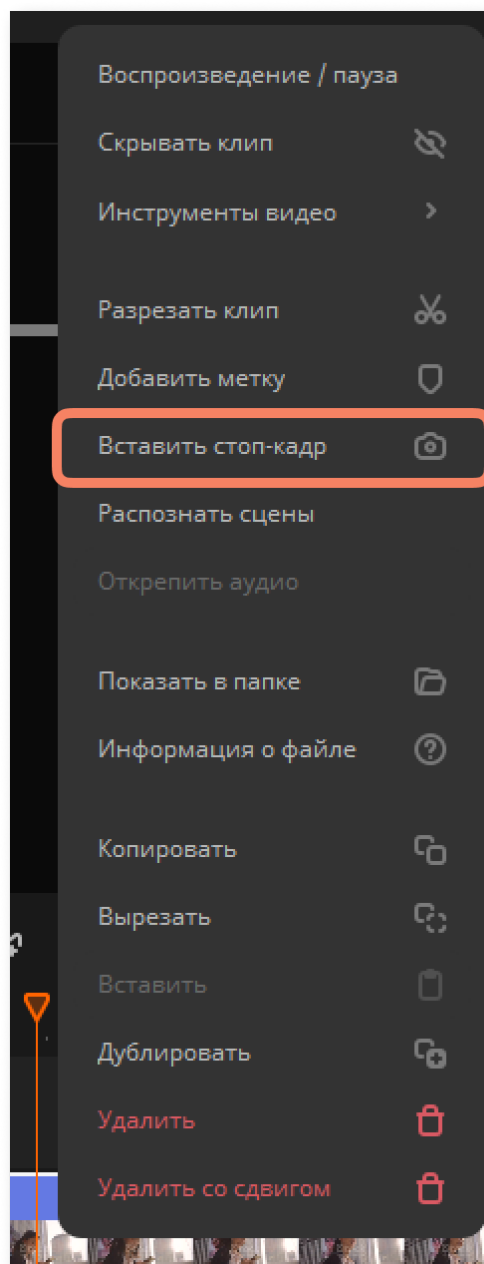 Воспроизведение / пауза
Скрывать клип
Инструменты видео
Разрезать клип
Добавить метку
Вставить стоп-кадр
Распознать сцены
Открепить аудио
Показать в папке
Информация о файле
Копировать
Вырезать
Вставить
Дублировать
Удалить
Удалить со сдвигом